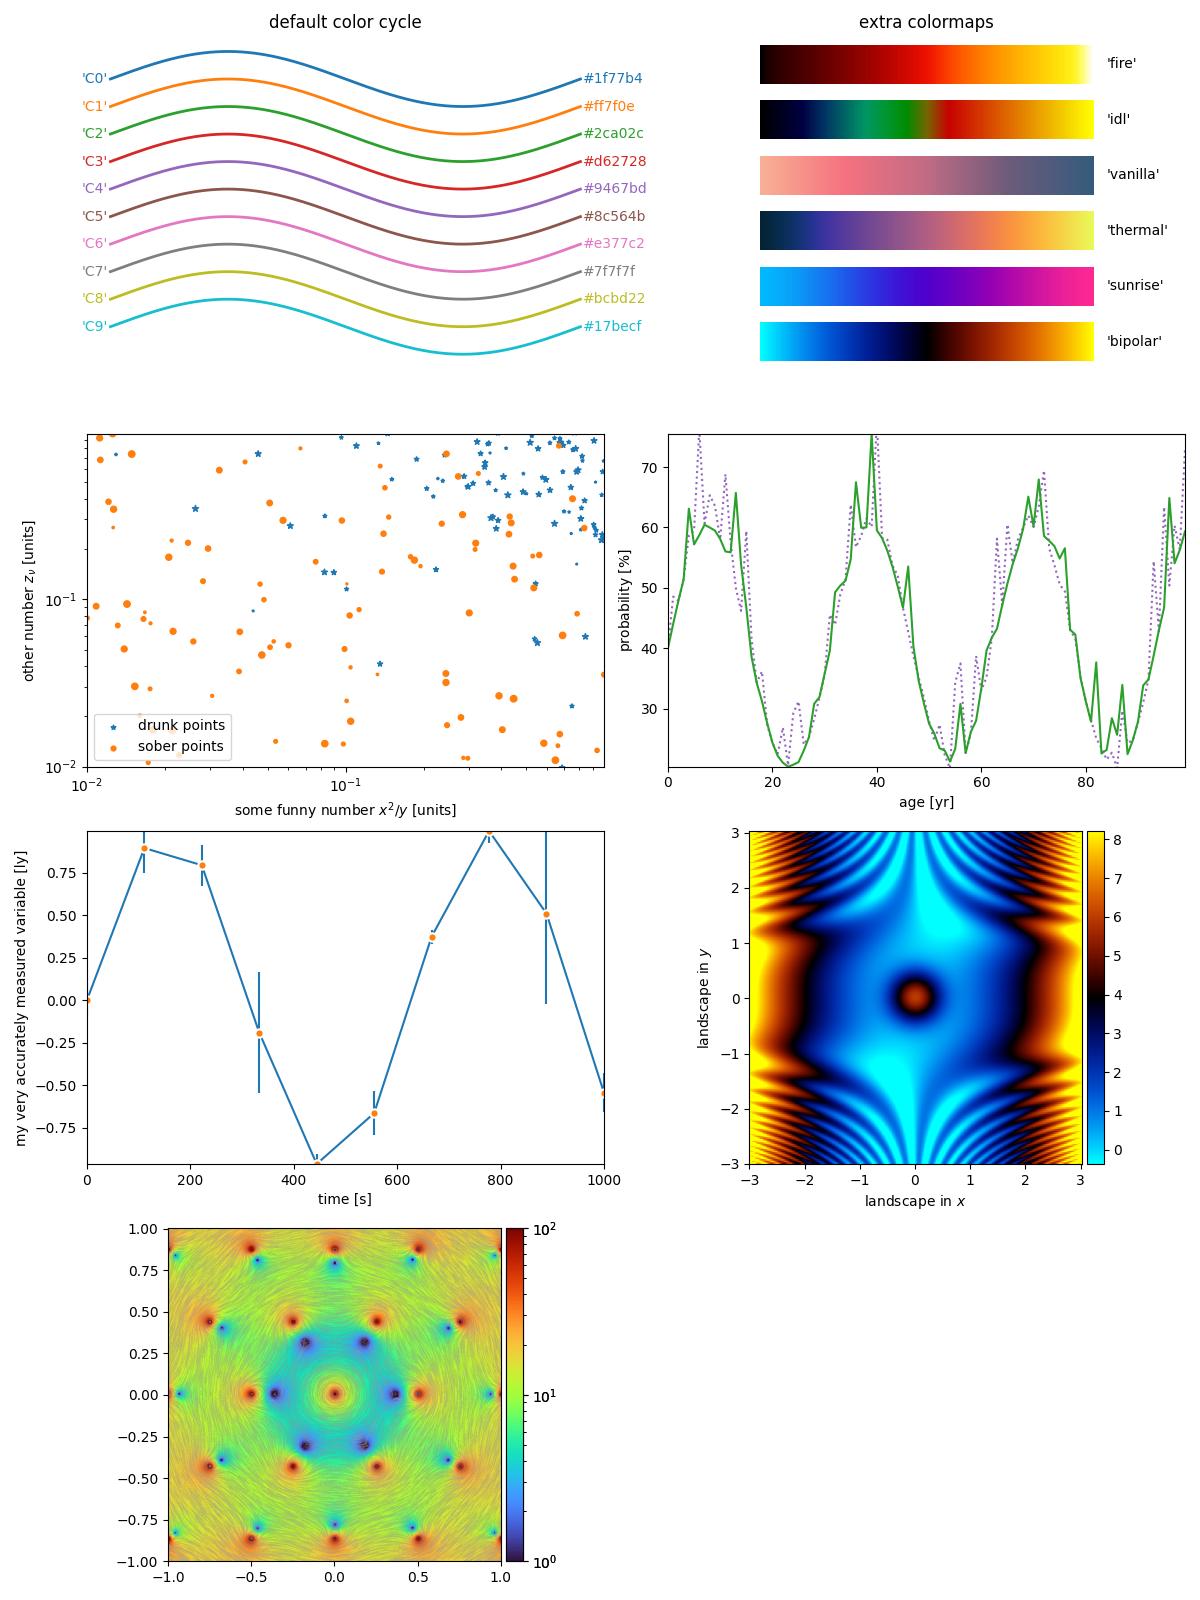 default color cycle
extra colormaps
'C0' #1f77b4
'C1' #ff7f0e
'C2' #2ca02c
'C3' #d62728
'C4' #9467bd
'C5' #8c564b
'C6' #e377c2
'C7' #7f7f7f
'C8' #bcbd22
'C9' #17becf
'fire'
'idl'
'vanilla'
'thermal'
'sunrise'
'bipolar'
other number z_ν [units]
10⁻¹
10⁻²
drunk points
sober points
10⁻² 10⁻¹
some funny number x²/y [units]
probability [%]
70
60
50
40
30
0 20 40 60 80
age [yr]
my very accurately measured variable [ly]
0.75
0.50
0.25
0.00
−0.25
−0.50
−0.75
0 200 400 600 800 1000
time [s]
landscape in y
3
2
1
0
−1
−2
−3
−3 −2 −1 0 1 2 3
landscape in x
8
7
6
5
4
3
2
1
0
1.00
0.75
0.50
0.25
0.00
−0.25
−0.50
−0.75
−1.00
−1.0 −0.5 0.0 0.5 1.0
10²
10¹
10⁰